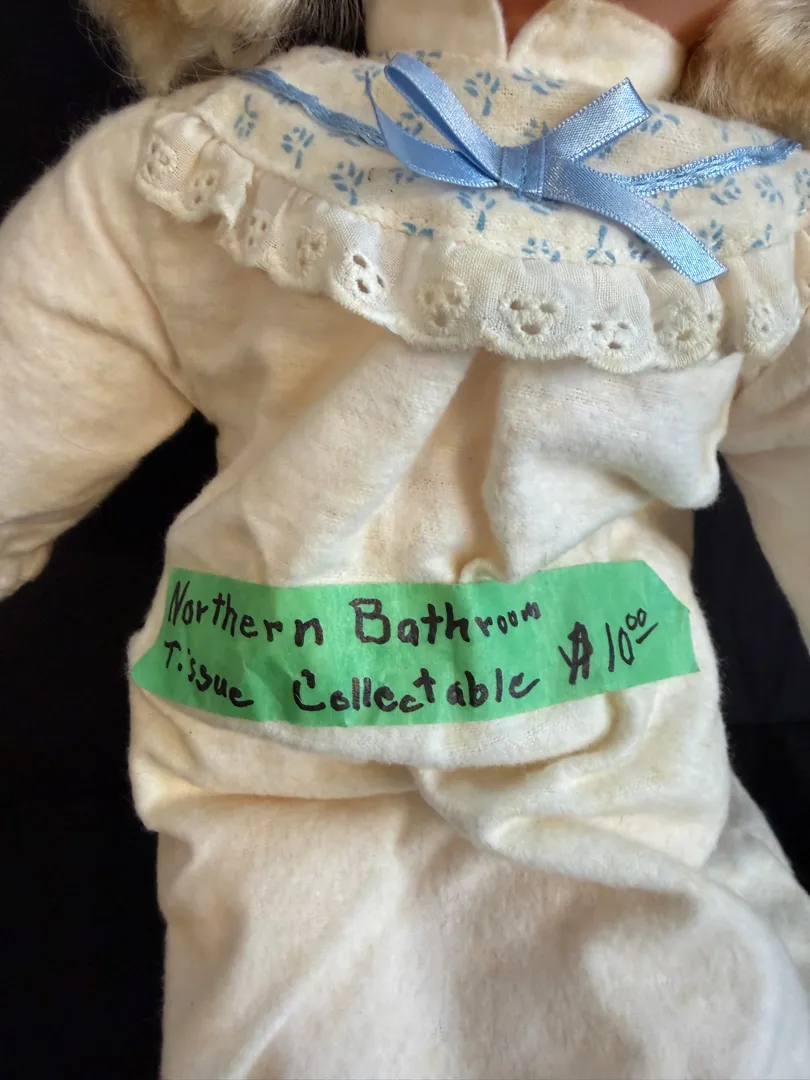 Northern Bathroom
Tissue Collectable $10.00